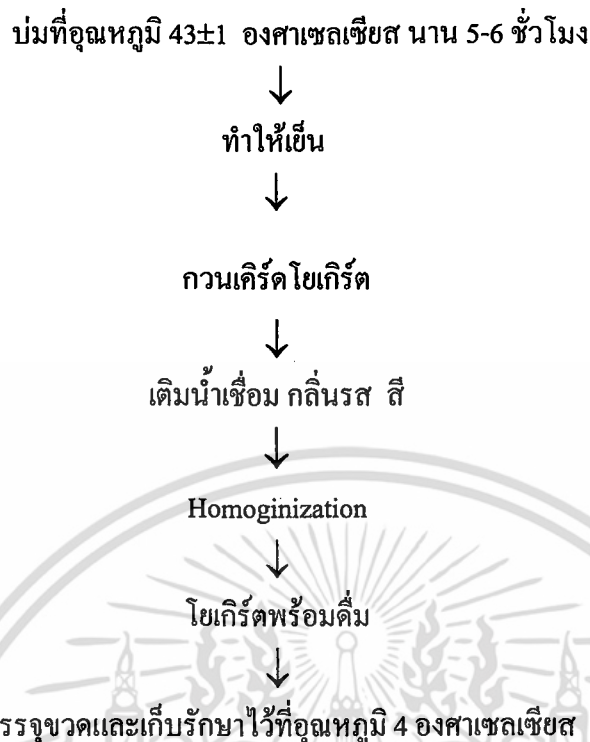 บ่มที่อุณหภูมิ 43±1 องศาเซลเซียส นาน 5-6 ชั่วโมง
↓
ทำให้เย็น
↓
กวนเคิร์ดโยเกิร์ต
↓
เติมน้ำเชื่อม กลิ่นรส สี
↓
Homoginization
↓
โยเกิร์ตพร้อมดื่ม
↓
รรจุขวดและเก็บรักษาไว้ที่อุณหภูมิ 4 องศาเซลเซียส